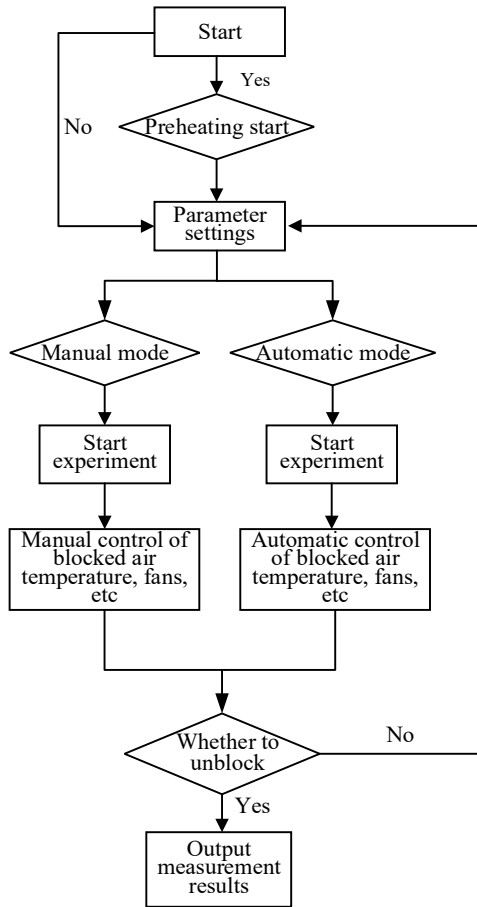 Start
Yes
No
Preheating start
Parameter
settings
Manual mode
Automatic mode
Start
experiment
Start
experiment
Manual control of
blocked air
temperature, fans,
etc
Automatic control
of blocked air
temperature, fans,
etc
Whether to
unblock
No
Yes
Output
measurement
results